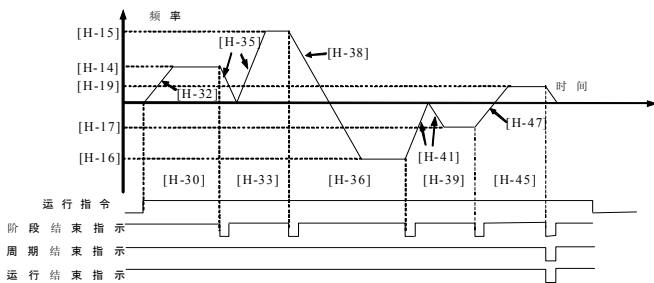 频 率
[H-15]
[H-35]
[H-38]
[H-14]
[H-19]
时 间
[H-32]
[H-17]
[H-47]
[H-41]
[H-16]
[H-30] [H-33] [H-36] [H-39] [H-45]
运 行 指 令
阶 段 结 束 指 示
周 期 结 束 指 示
运 行 结 束 指 示